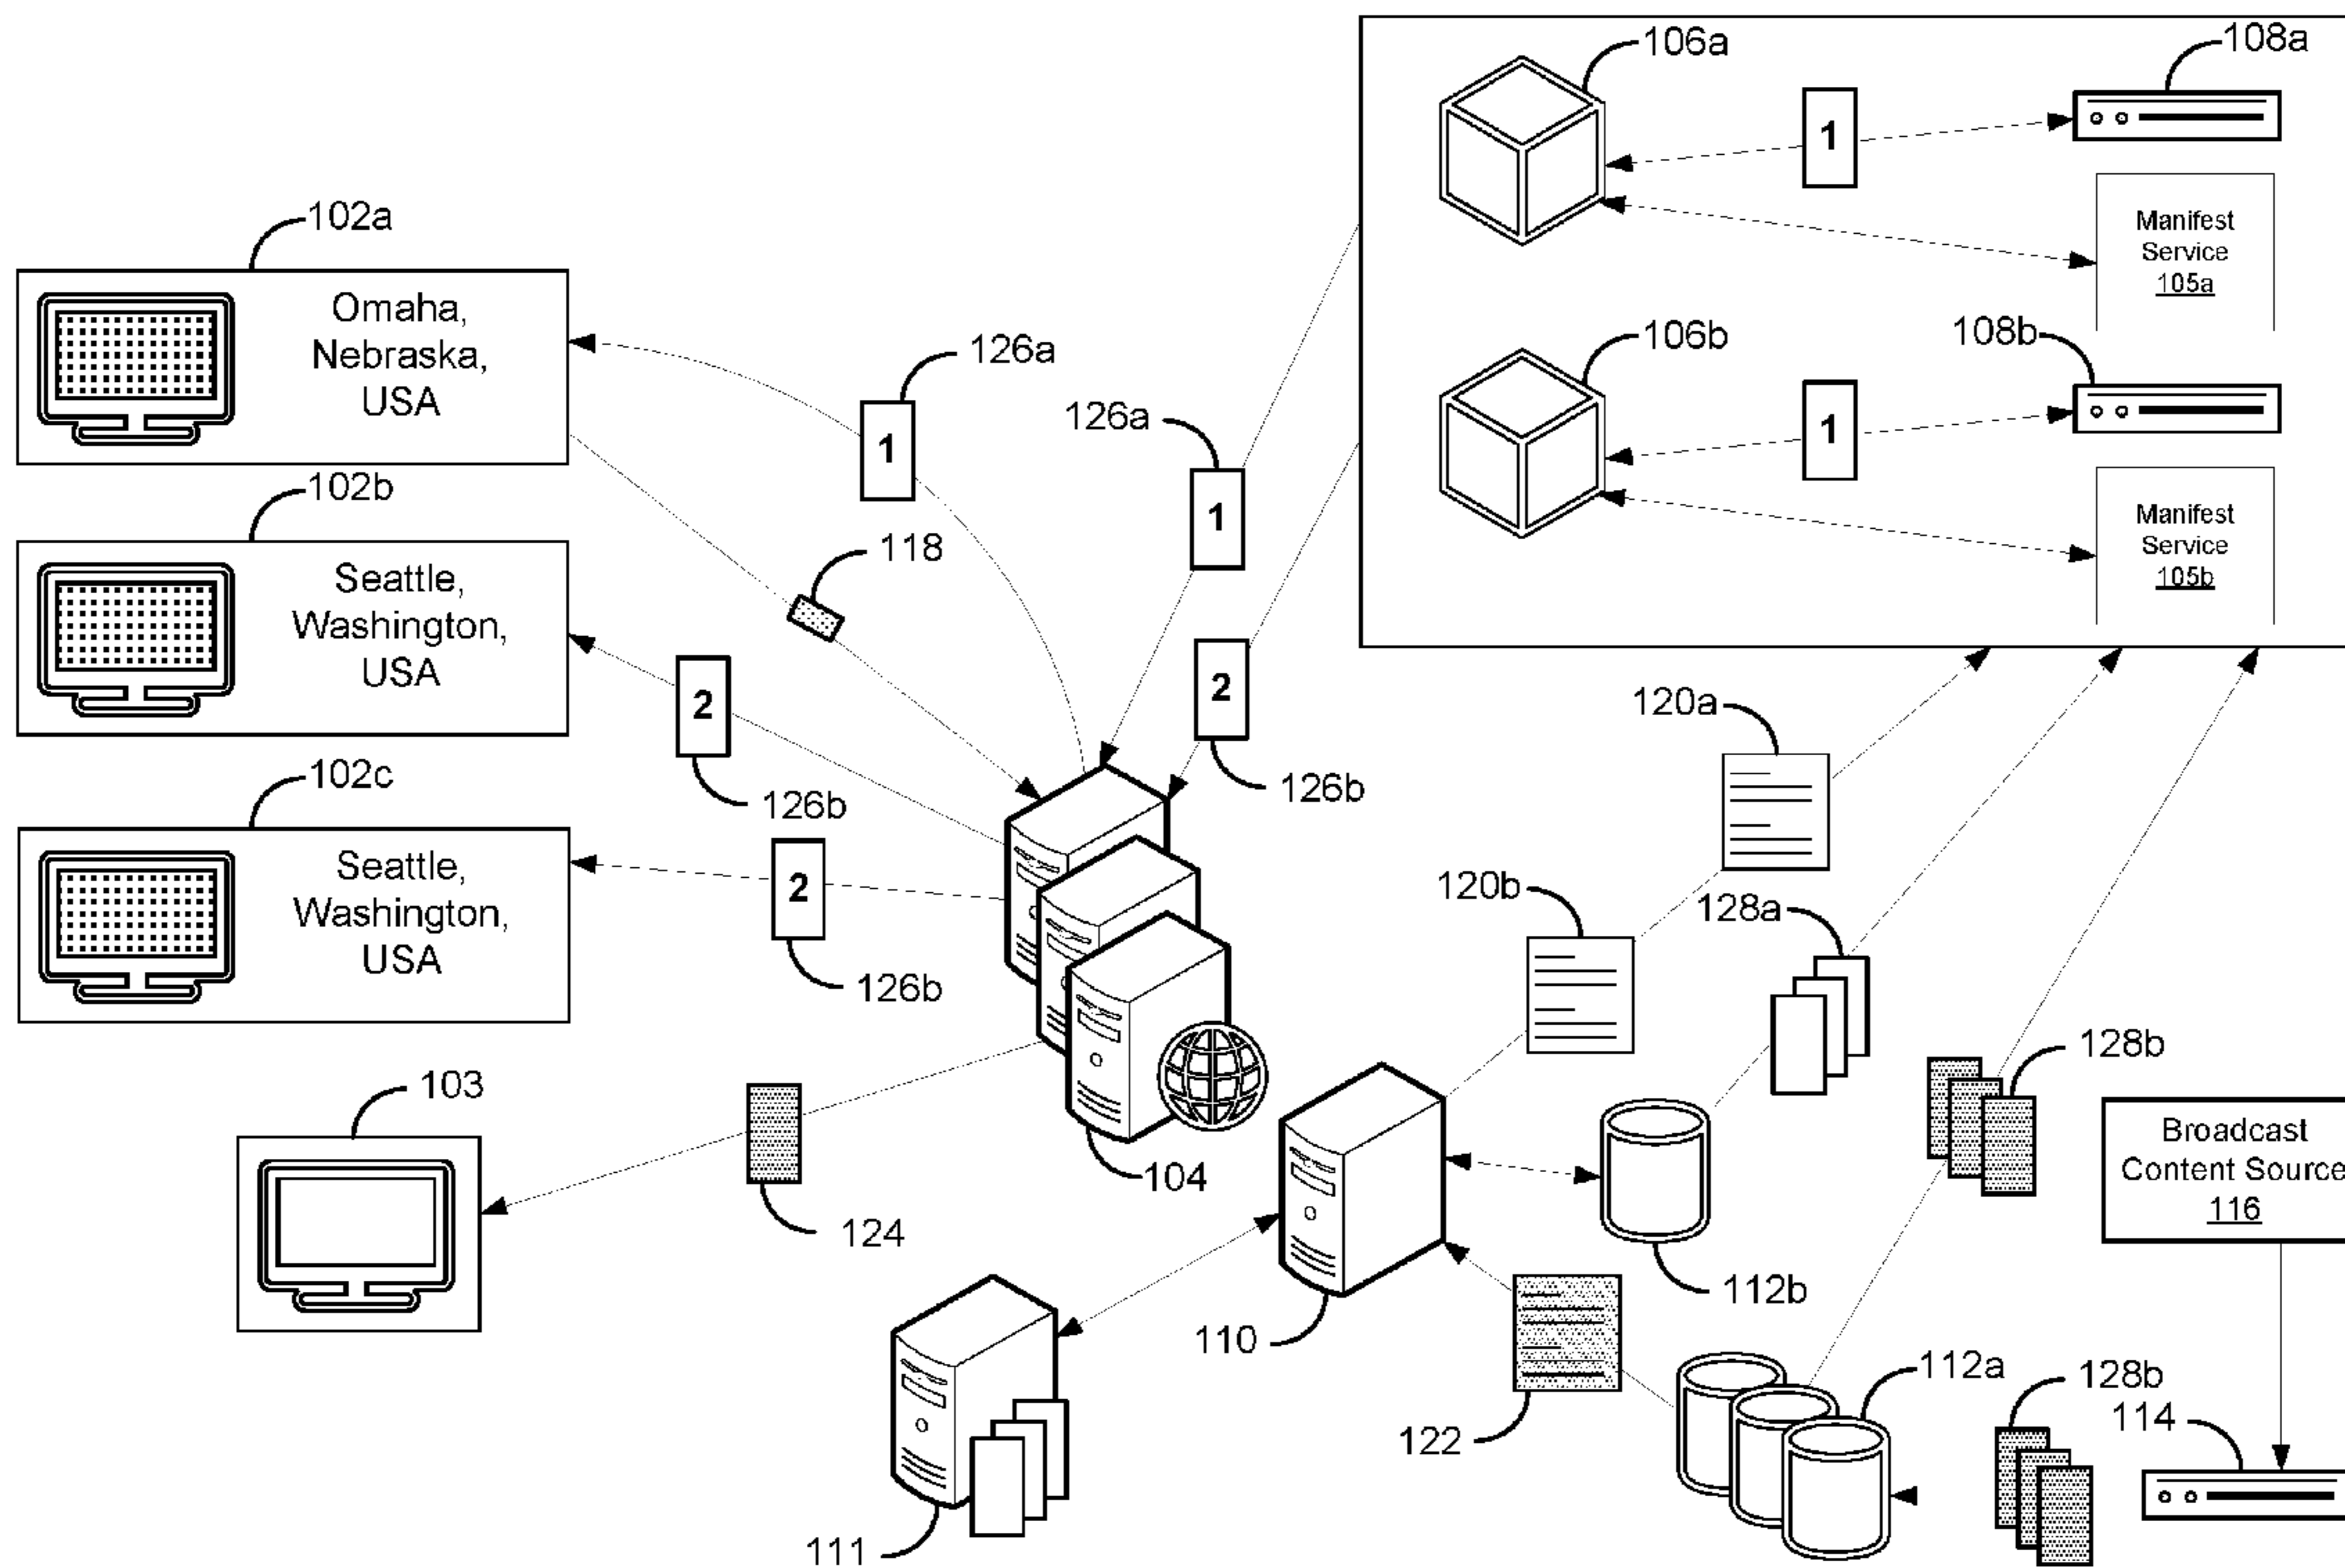 106a
108a
1
Manifest
Service
105a
102a
Omaha,
Nebraska,
USA
126a
126a
1
1
106b
108b
1
Manifest
Service
105b
102b
Seattle,
Washington,
USA
118
2
126b
2
126b
120a
102c
Seattle,
Washington,
USA
2
126b
120b
128a
103
124
104
128b
Broadcast
Content Source
116
112b
110
122
112a
128b
114
111